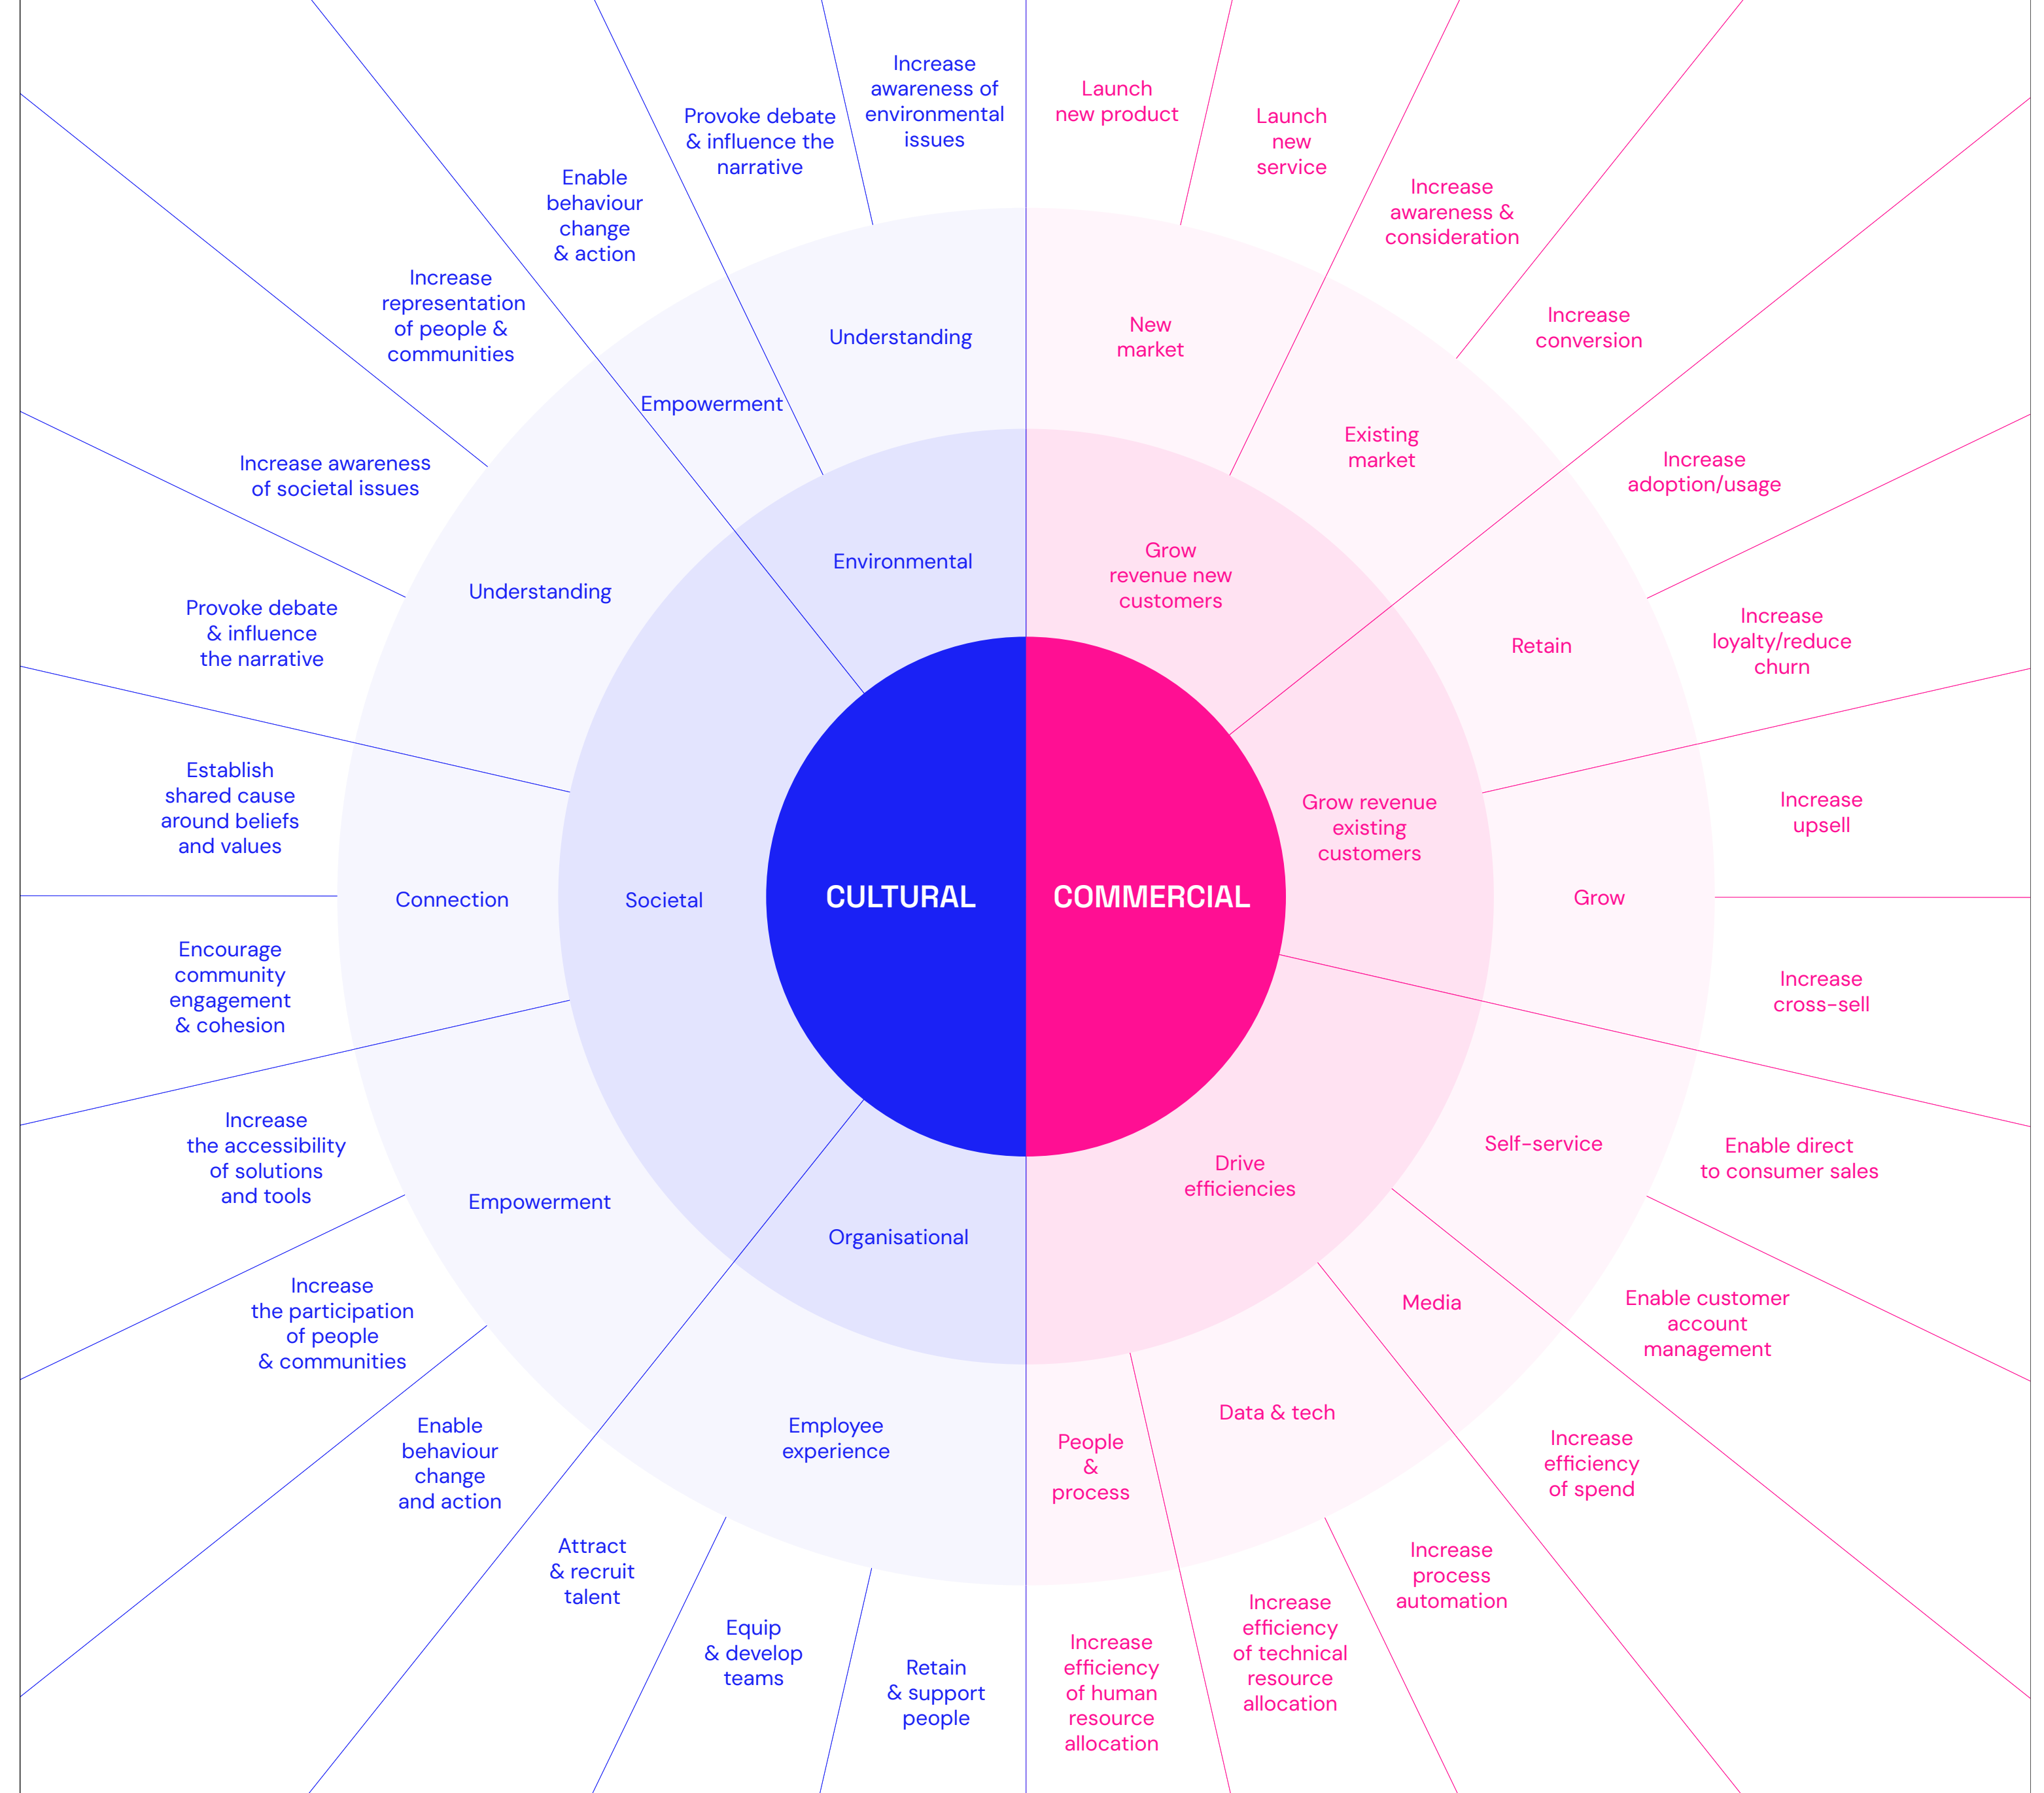 CULTURAL
COMMERCIAL
Grow
revenue new
customers
New
market
Launch
new product
Launch
new
service
Existing
market
Increase
awareness &
consideration
Increase
conversion
Grow revenue
existing
customers
Retain
Increase
adoption/usage
Increase
loyalty/reduce
churn
Grow
Increase
upsell
Increase
cross-sell
Drive
efficiencies
Self-service
Enable direct
to consumer sales
Enable customer
account
management
Media
Increase
efficiency
of spend
Data & tech
Increase
process
automation
Increase
efficiency
of technical
resource
allocation
People
&
process
Increase
efficiency
of human
resource
allocation
Organisational
Employee
experience
Retain
& support
people
Equip
& develop
teams
Attract
& recruit
talent
Societal
Empowerment
Enable
behaviour
change
and action
Increase
the participation
of people
& communities
Increase
the accessibility
of solutions
and tools
Connection
Encourage
community
engagement
& cohesion
Establish
shared cause
around beliefs
and values
Understanding
Provoke debate
& influence
the narrative
Increase awareness
of societal issues
Increase
representation
of people &
communities
Environmental
Empowerment
Enable
behaviour
change
& action
Understanding
Provoke debate
& influence the
narrative
Increase
awareness of
environmental
issues